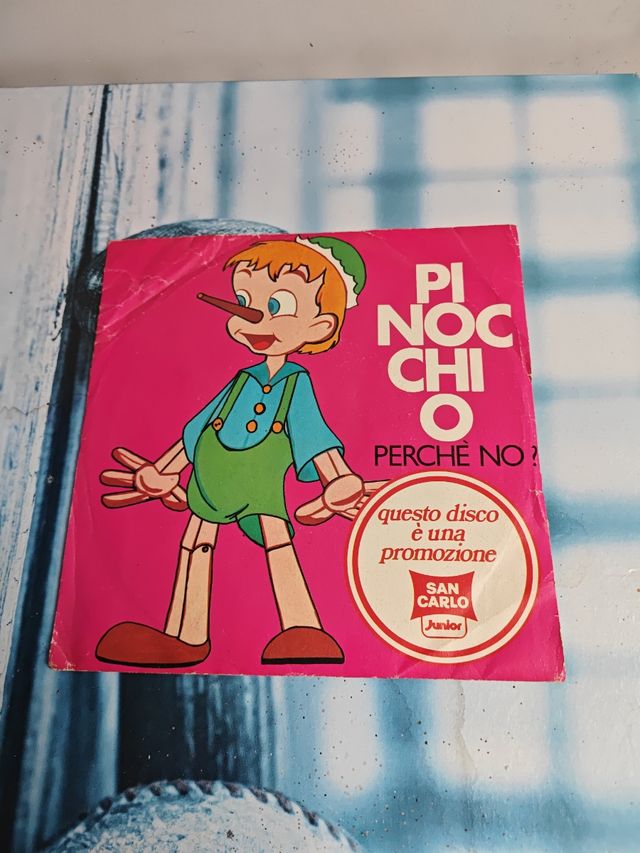 PI
NOC
CHI
O
PERCHÈ NO?
questo disco
è una
promozione
SAN
CARLO
Junior